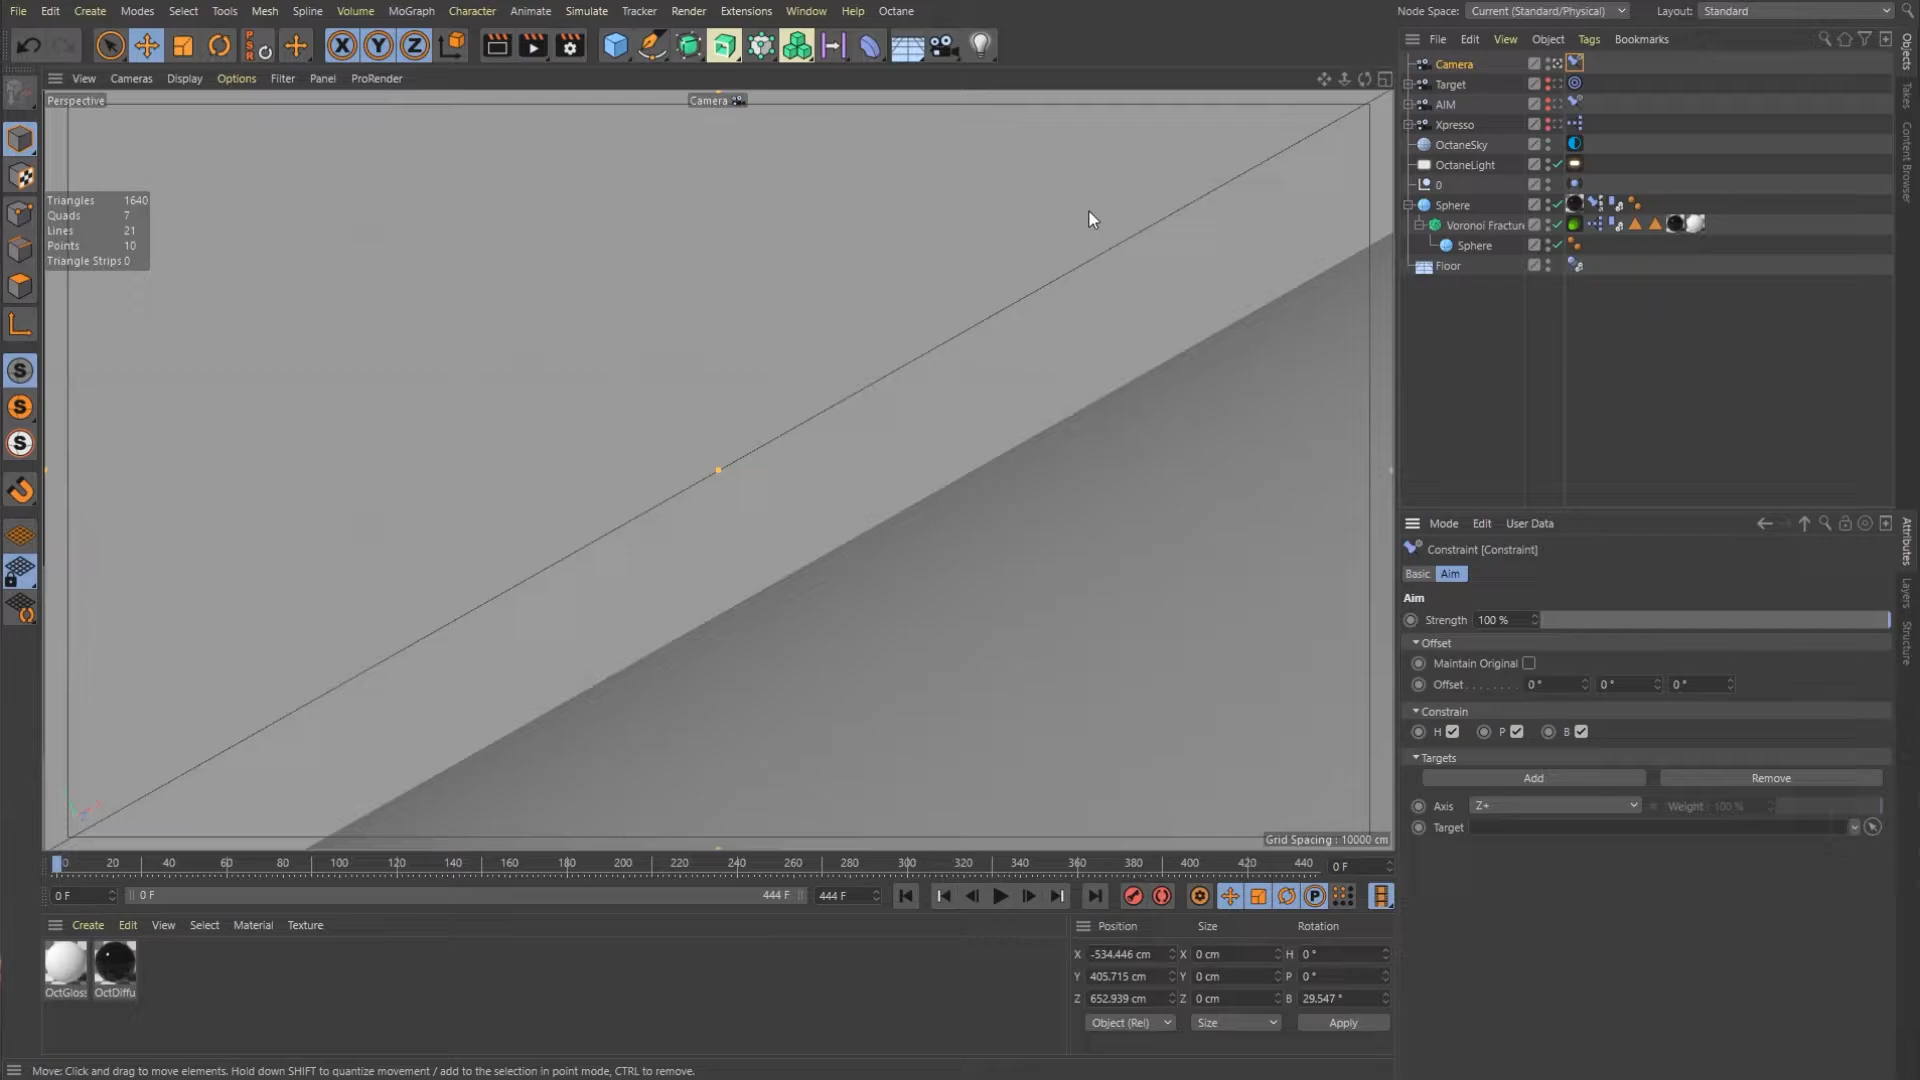 File Edit Create Modes Select Tools Mesh Spline Volume MoGraph Character Animate Simulate Tracker Render Extensions Window Help Octane
Node Space: Current (Standard/Physical) Layout: Standard
X Y Z
File Edit View Object Tags Bookmarks
View Cameras Display Options Filter Panel ProRender
Perspective
Camera
Triangles 1640
Quads 7
Lines 21
Points 10
Triangle Strips 0
Camera
Target
AIM
Xpresso
OctaneSky
OctaneLight
0
Sphere
Voronoi Fracture
Sphere
Floor
Objects
Takes
Content Browser
Mode Edit User Data
Constraint [Constraint]
Basic Aim
Aim
Strength 100 %
Offset
Maintain Original
Offset . . . . . . . . 0 ° 0 ° 0 °
Constrain
H P B
Targets
Add Remove
Axis Z+ Weight 100 %
Target
Attributes
Layers
Structure
Grid Spacing : 10000 cm
0 20 40 60 80 100 120 140 160 180 200 220 240 260 280 300 320 340 360 380 400 420 440 0 F
0 F 0 F 444 F 444 F
Create Edit View Select Material Texture
OctGlos OctDiffu
Position Size Rotation
X -534.446 cm X 0 cm H 0 °
Y 405.715 cm Y 0 cm P 0 °
Z 652.939 cm Z 0 cm B 29.547 °
Object (Rel) Size Apply
Move: Click and drag to move elements. Hold down SHIFT to quantize movement / add to the selection in point mode, CTRL to remove.